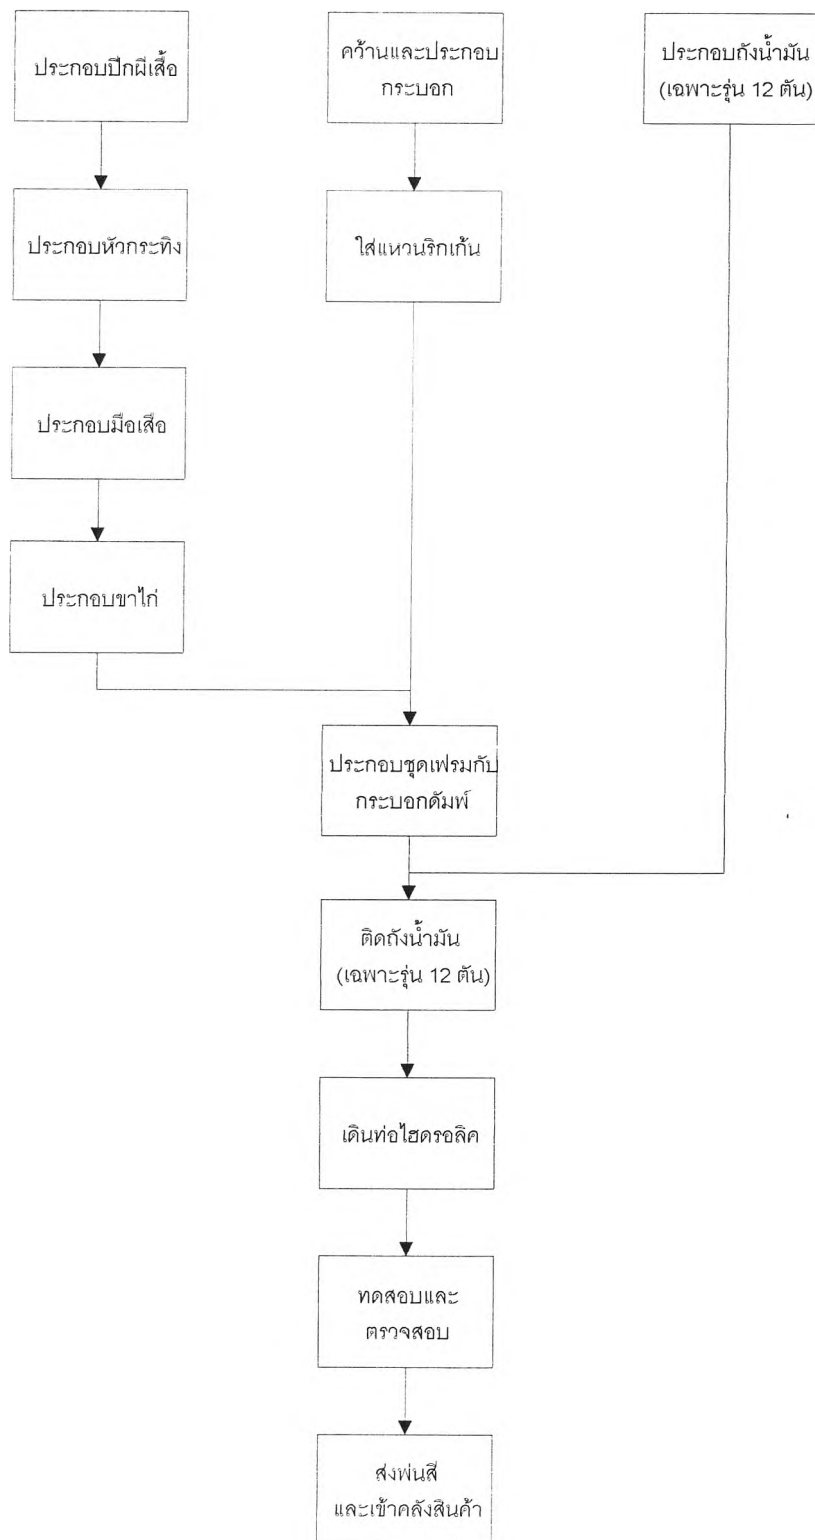 ประกอบปีกผีเสื้อ
คว้านและประกอบ
กระบอก
ประกอบถังน้ำมัน
(เฉพาะรุ่น 12 ตัน)
ประกอบหัวกระทิง
ใส่แหวนริกเก้น
ประกอบมือเสือ
ประกอบขาไก่
ประกอบชุดเฟรมกับ
กระบอกดัมพ์
ติดถังน้ำมัน
(เฉพาะรุ่น 12 ตัน)
เดินท่อไฮดรอลิค
ทดสอบและ
ตรวจสอบ
ส่งพ่นสี
และเข้าคลังสินค้า